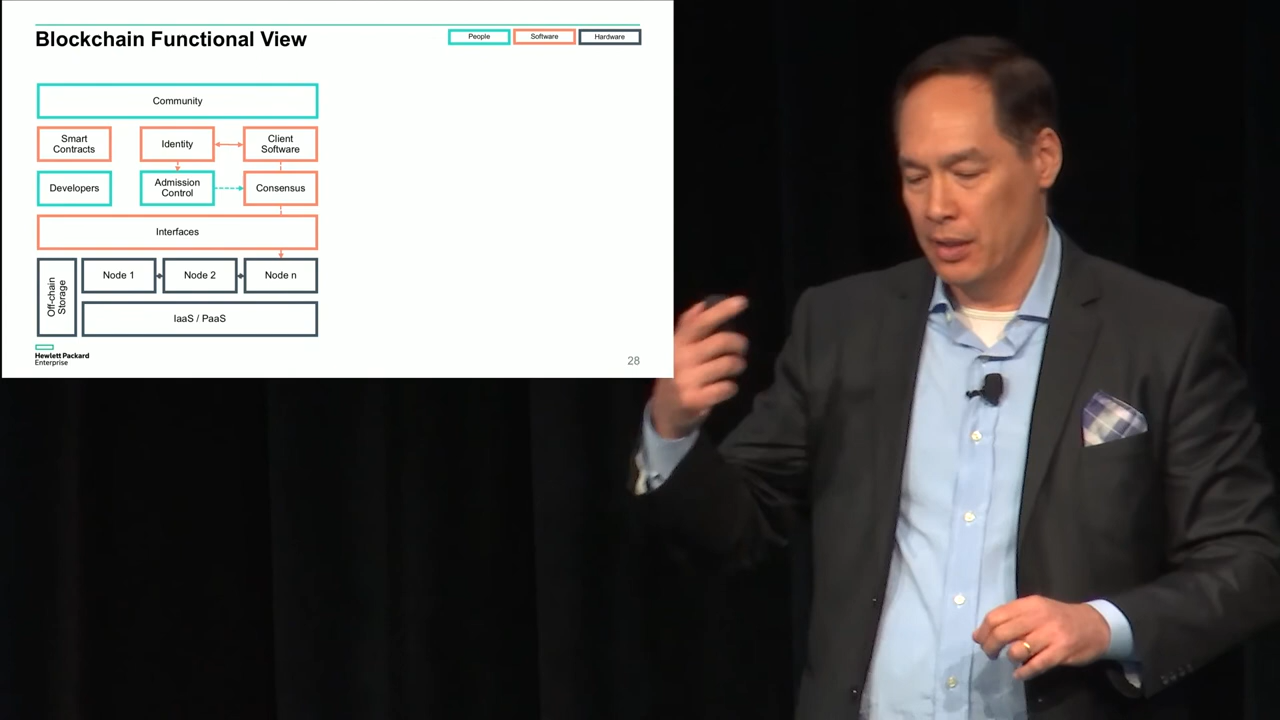 Blockchain Functional View
People
Software
Hardware
Community
Smart
Contracts
Identity
Client
Software
Developers
Admission
Control
Consensus
Interfaces
Off-chain
Storage
Node 1
Node 2
Node n
IaaS / PaaS
Hewlett Packard
Enterprise
28